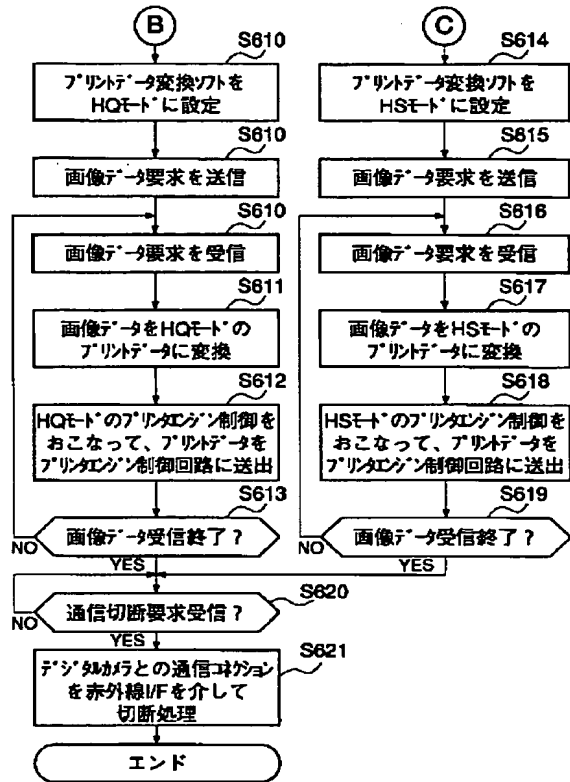 B
S610
プリントデータ変換ソフトを
HQモードに設定
S610
画像データ要求を送信
S610
画像データ要求を受信
S611
画像データをHQモードの
プリントデータに変換
S612
HQモードのプリンタエンジン制御を
おこなって、プリントデータを
プリンタエンジン制御回路に送出
S613
画像データ受信終了?
NO
YES
C
S614
プリントデータ変換ソフトを
HSモードに設定
S815
画像データ要求を送信
S616
画像データ要求を受信
S617
画像データをHSモードの
プリントデータに変換
S618
HSモードのプリンタエンジン制御を
おこなって、プリントデータを
プリンタエンジン制御回路に送出
S619
画像データ受信終了?
NO
YES
S620
通信切断要求受信?
NO
YES
S621
デジタルカメラとの通信コネクション
を赤外線I/Fを介して
切断処理
エンド